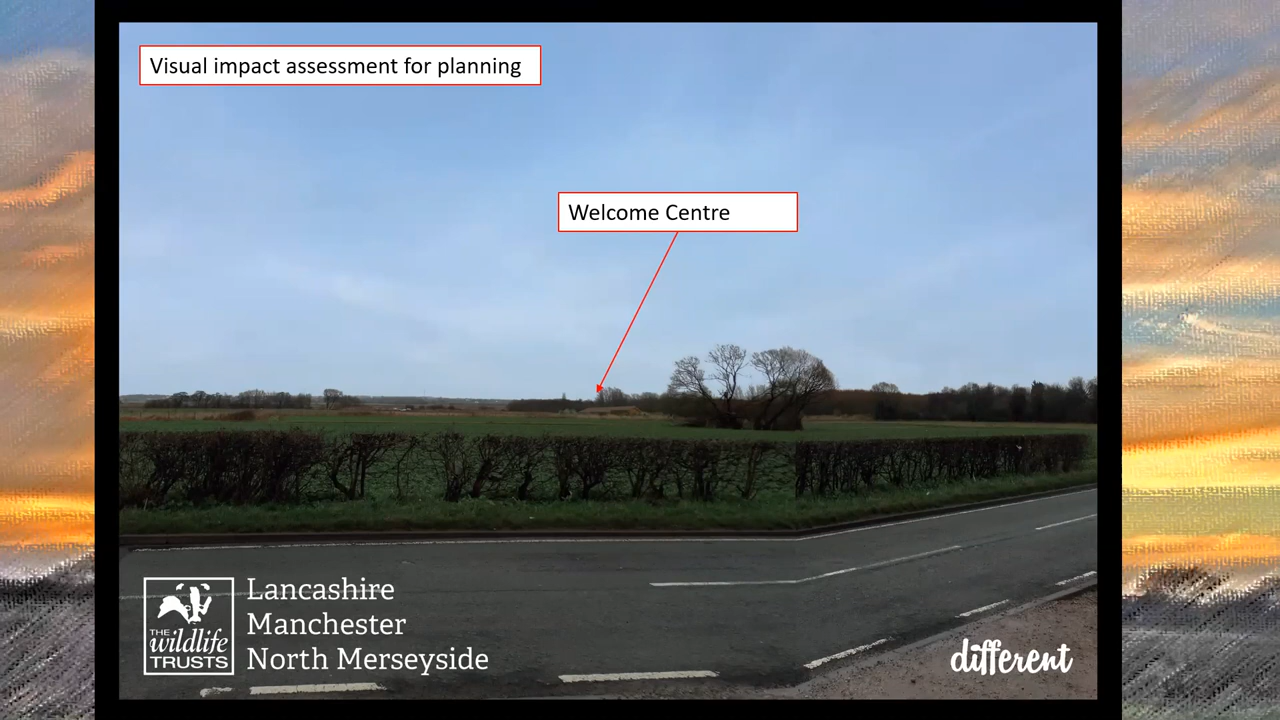 Visual impact assessment for planning
Welcome Centre
THE
wildlife
TRUSTS
Lancashire
Manchester
North Merseyside
different